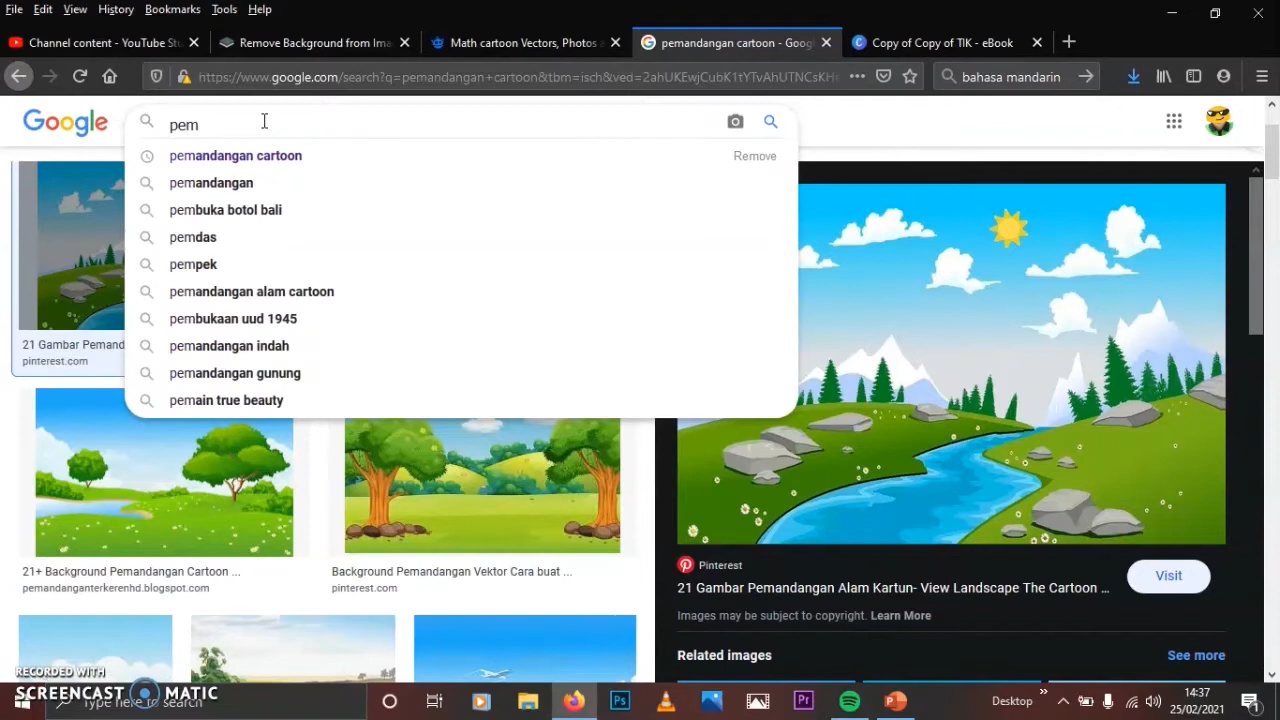 File Edit View History Bookmarks Tools Help
Channel content - YouTube Stu
Remove Background from Ima
Math cartoon Vectors, Photos a
pemandangan cartoon - Googl
Copy of Copy of TIK - eBook
https://www.google.com/search?q=pemandangan+cartoon&tbm=isch&ved=2ahUKEwjCubK1tYTvAhUTNCsKHe
bahasa mandarin
Google
pem
pemandangan cartoon
Remove
pemandangan
pembuka botol bali
pemdas
pempek
pemandangan alam cartoon
pembukaan uud 1945
pemandangan indah
pemandangan gunung
pemain true beauty
21 Gambar Pemand
pinterest.com
21+ Background Pemandangan Cartoon ...
pemandanganterkerenhd.blogspot.com
Background Pemandangan Vektor Cara buat ...
pinterest.com
Pinterest
21 Gambar Pemandangan Alam Kartun- View Landscape The Cartoon ...
Visit
Images may be subject to copyright. Learn More
Related images
See more
RECORDED WITH
SCREENCAST MATIC
Type here to search
Ps
Pr
Desktop
14:37
25/02/2021
1